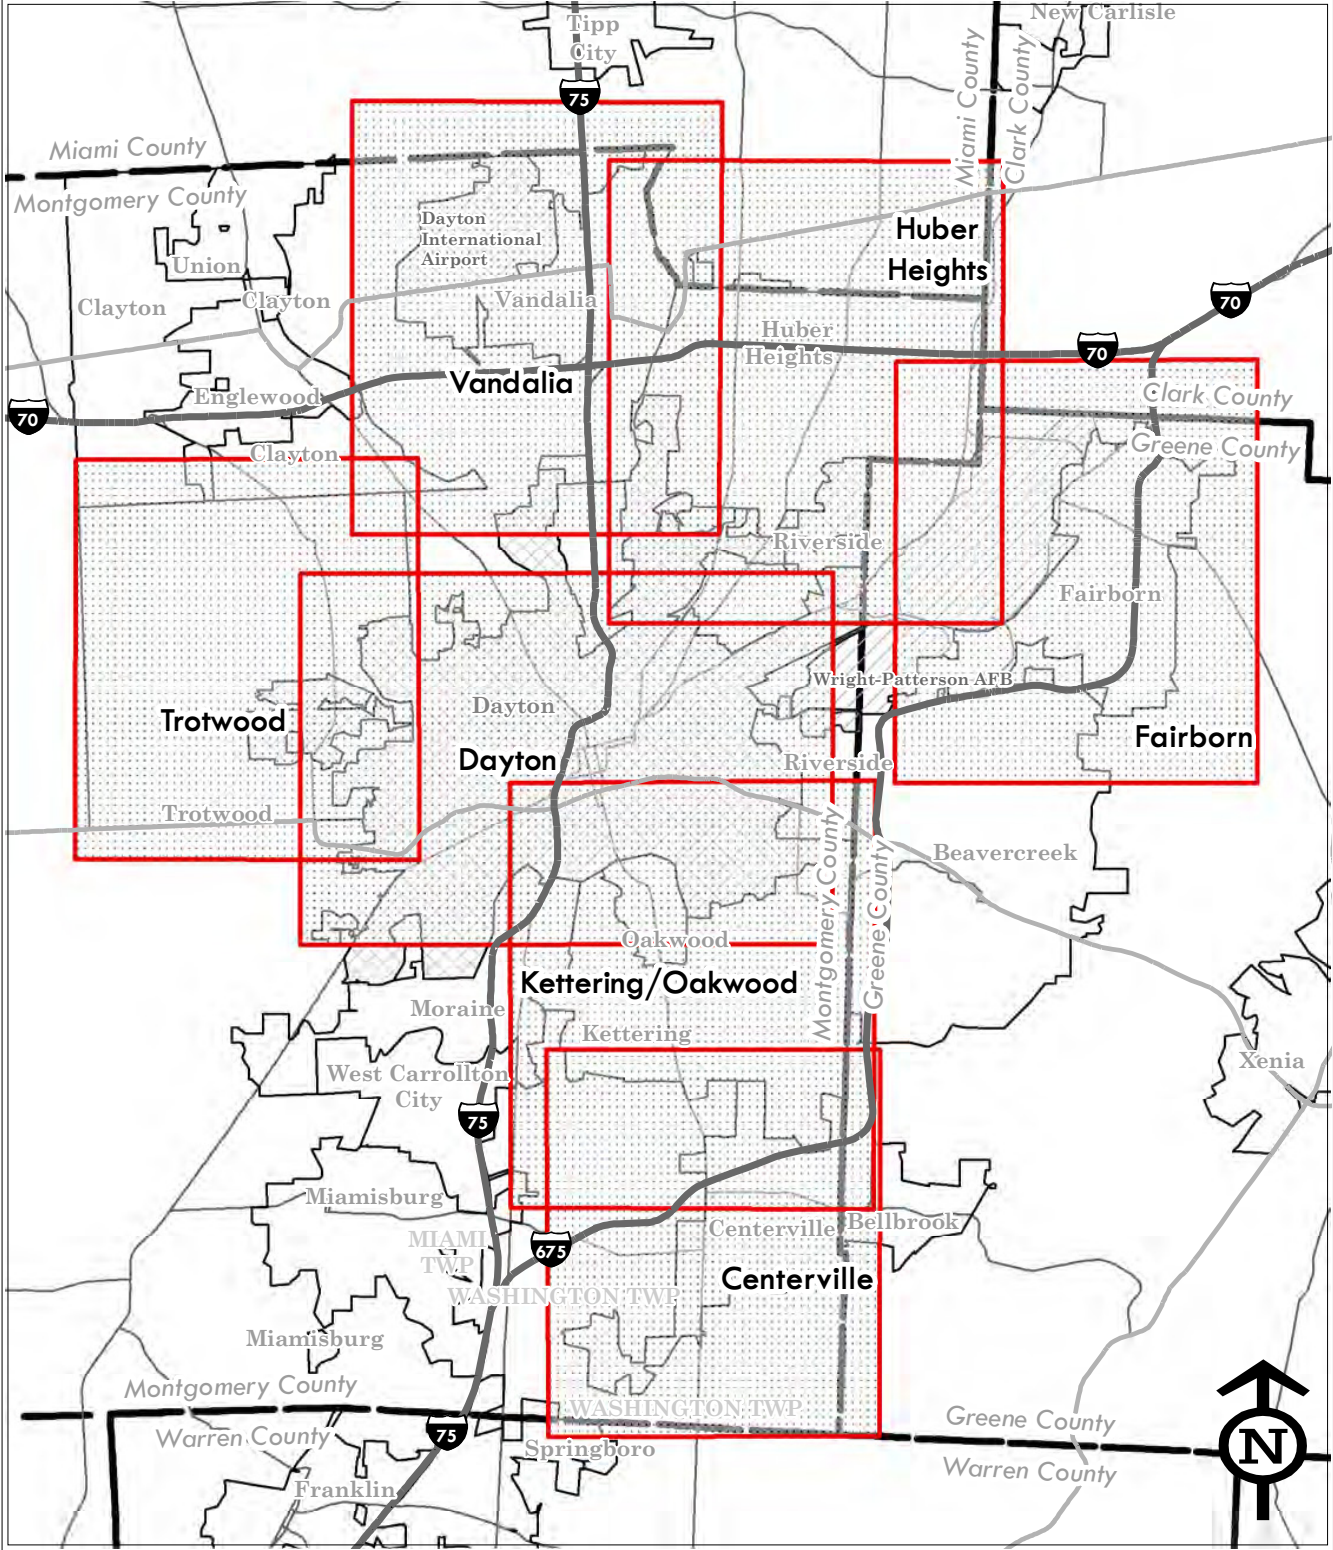 New Carlisle
Tipp
City
75
Miami County
Clark County
Miami County
Montgomery County
Dayton
International
Airport
Huber
Heights
Union
Clayton
Clayton
Vandalia
70
Huber
Heights
70
Vandalia
Englewood
70
Clark County
Greene County
Clayton
Riverside
Fairborn
Wright-Patterson AFB
Dayton
Trotwood
Fairborn
Dayton
Riverside
Trotwood
Montgomery County
Greene County
Beavercreek
Oakwood
Kettering/Oakwood
Moraine
Kettering
Xenia
West Carrollton
City
75
Miamisburg
Centerville
Bellbrook
MIAMI
TWP
675
Centerville
WASHINGTON TWP
Miamisburg
Montgomery County
WASHINGTON TWP
Greene County
Warren County
75
Springboro
Warren County
Franklin
N